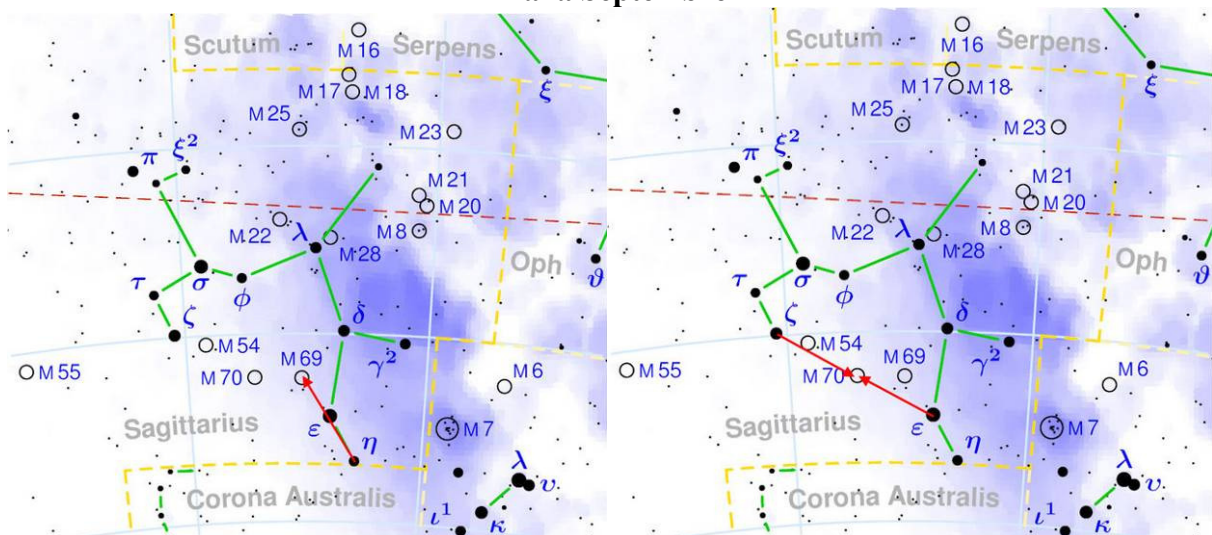 Scutum
Serpens
M 16
ξ
M 17
M 18
M 25
M 23
π
ξ²
M 21
M 20
M 22
λ
M 28
M 8
Oph
ϑ
τ
σ
ϕ
ζ
δ
M 54
M 69
γ²
M 55
M 70
M 6
Sagittarius
ε
η
M 7
λ
υ
Corona Australis
ι¹
κ
Scutum
Serpens
M 16
ξ
M 17
M 18
M 25
M 23
π
ξ²
M 21
M 20
M 22
λ
M 28
M 8
Oph
ϑ
τ
σ
ϕ
ζ
δ
M 54
M 69
γ²
M 55
M 70
M 6
Sagittarius
ε
η
M 7
λ
υ
Corona Australis
ι¹
κ